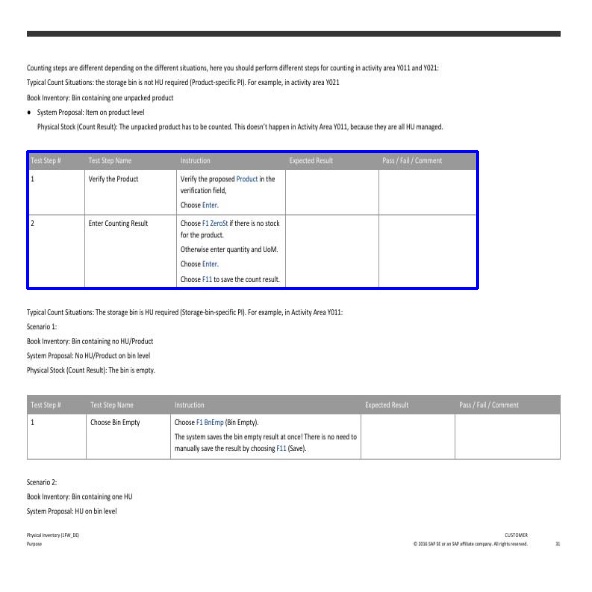 Counting steps are different depending on the different situations, here you should perform different steps for counting in activity area Y011 and Y021:
Typical Count Situations: the storage bin is not HU required (Product-specific PI). For example, in activity area Y021
Book Inventory: Bin containing one unpacked product
● System Proposal: Item on product level
Physical Stock (Count Result): The unpacked product has to be counted. This doesn't happen in Activity Area Y011, because they are all HU managed.
Test Step # Test Step Name Instruction Expected Result Pass / Fail / Comment
1 Verify the Product Verify the proposed Product in the
verification field,
Choose Enter.
2 Enter Counting Result Choose F1 ZeroSt if there is no stock
for the product.
Otherwise enter quantity and UoM.
Choose Enter.
Choose F11 to save the count result.
Typical Count Situations: The storage bin is HU required (Storage-bin-specific PI). For example, in Activity Area Y011:
Scenario 1:
Book Inventory: Bin containing no HU/Product
System Proposal: No HU/Product on bin level
Physical Stock (Count Result): The bin is empty.
Test Step # Test Step Name Instruction Expected Result Pass / Fail / Comment
1 Choose Bin Empty Choose F1 BnEmp (Bin Empty).
The system saves the bin empty result at once! There is no need to
manually save the result by choosing F11 (Save).
Scenario 2:
Book Inventory: Bin containing one HU
System Proposal: HU on bin level
Physical Inventory (1FW_DE) CUSTOMER
Purpose © 2016 SAP SE or an SAP affiliate company. All rights reserved.